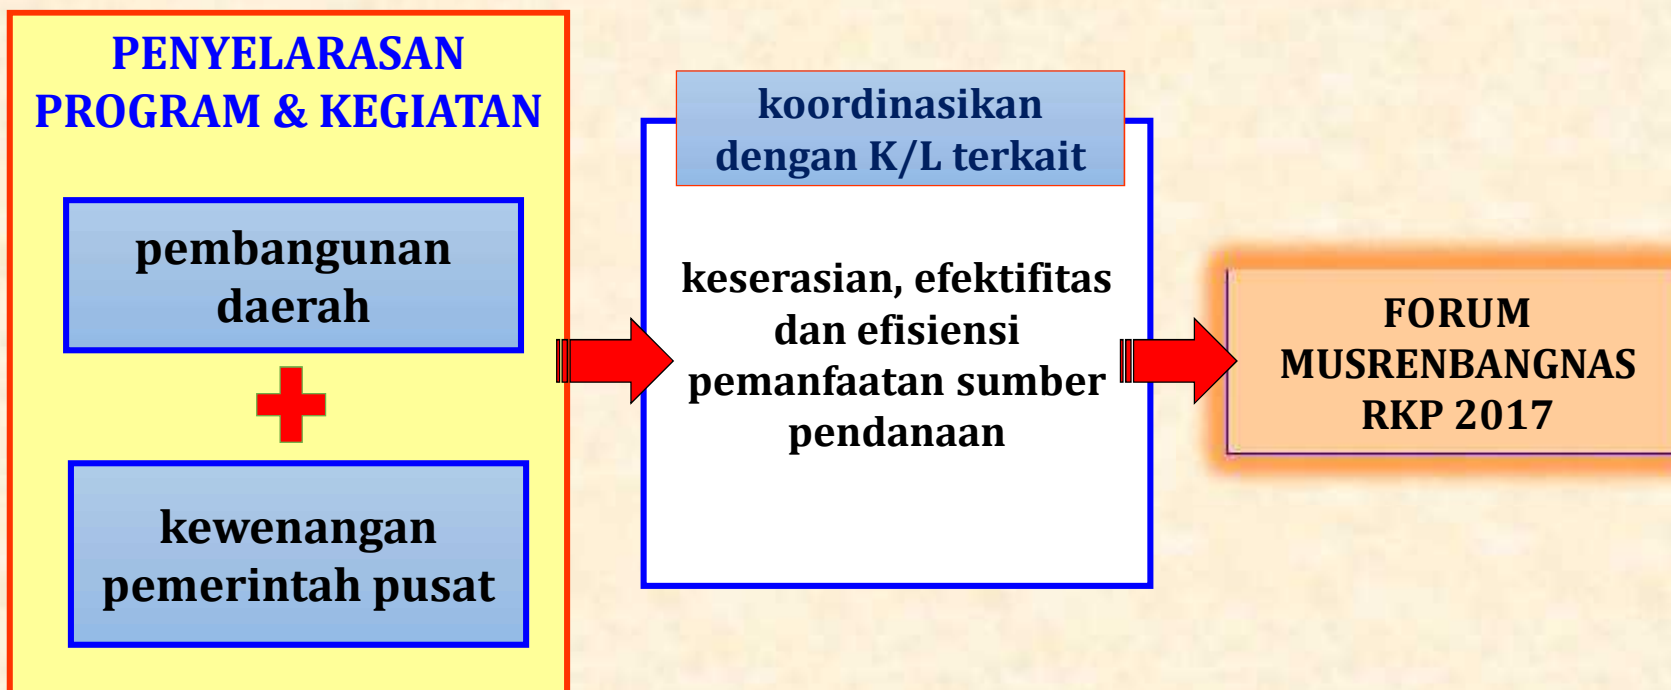 PENYELARASAN
PROGRAM & KEGIATAN
pembangunan
daerah
kewenangan
pemerintah pusat
koordinasikan
dengan K/L terkait
keserasian, efektifitas
dan efisiensi
pemanfaatan sumber
pendanaan
FORUM
MUSRENBANGNAS
RKP 2017